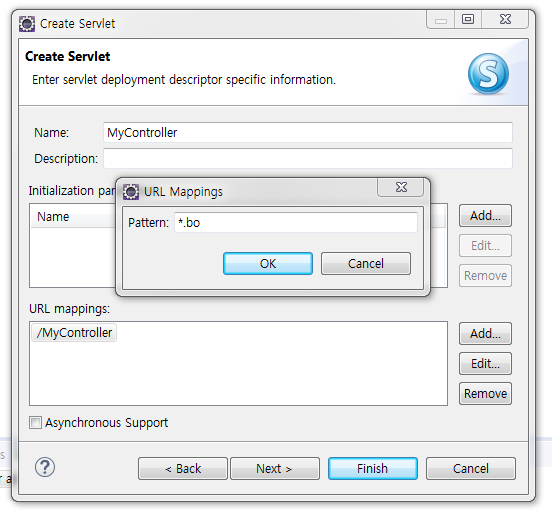 Create Servlet
Create Servlet
Enter servlet deployment descriptor specific information.
S
Name: MyController
Description:
Initialization par
URL Mappings
Name
Add...
Pattern: *.bo
Edit...
OK Cancel
Remove
URL mappings:
/MyController
Add...
Edit...
Remove
Asynchronous Support
? < Back Next > Finish Cancel